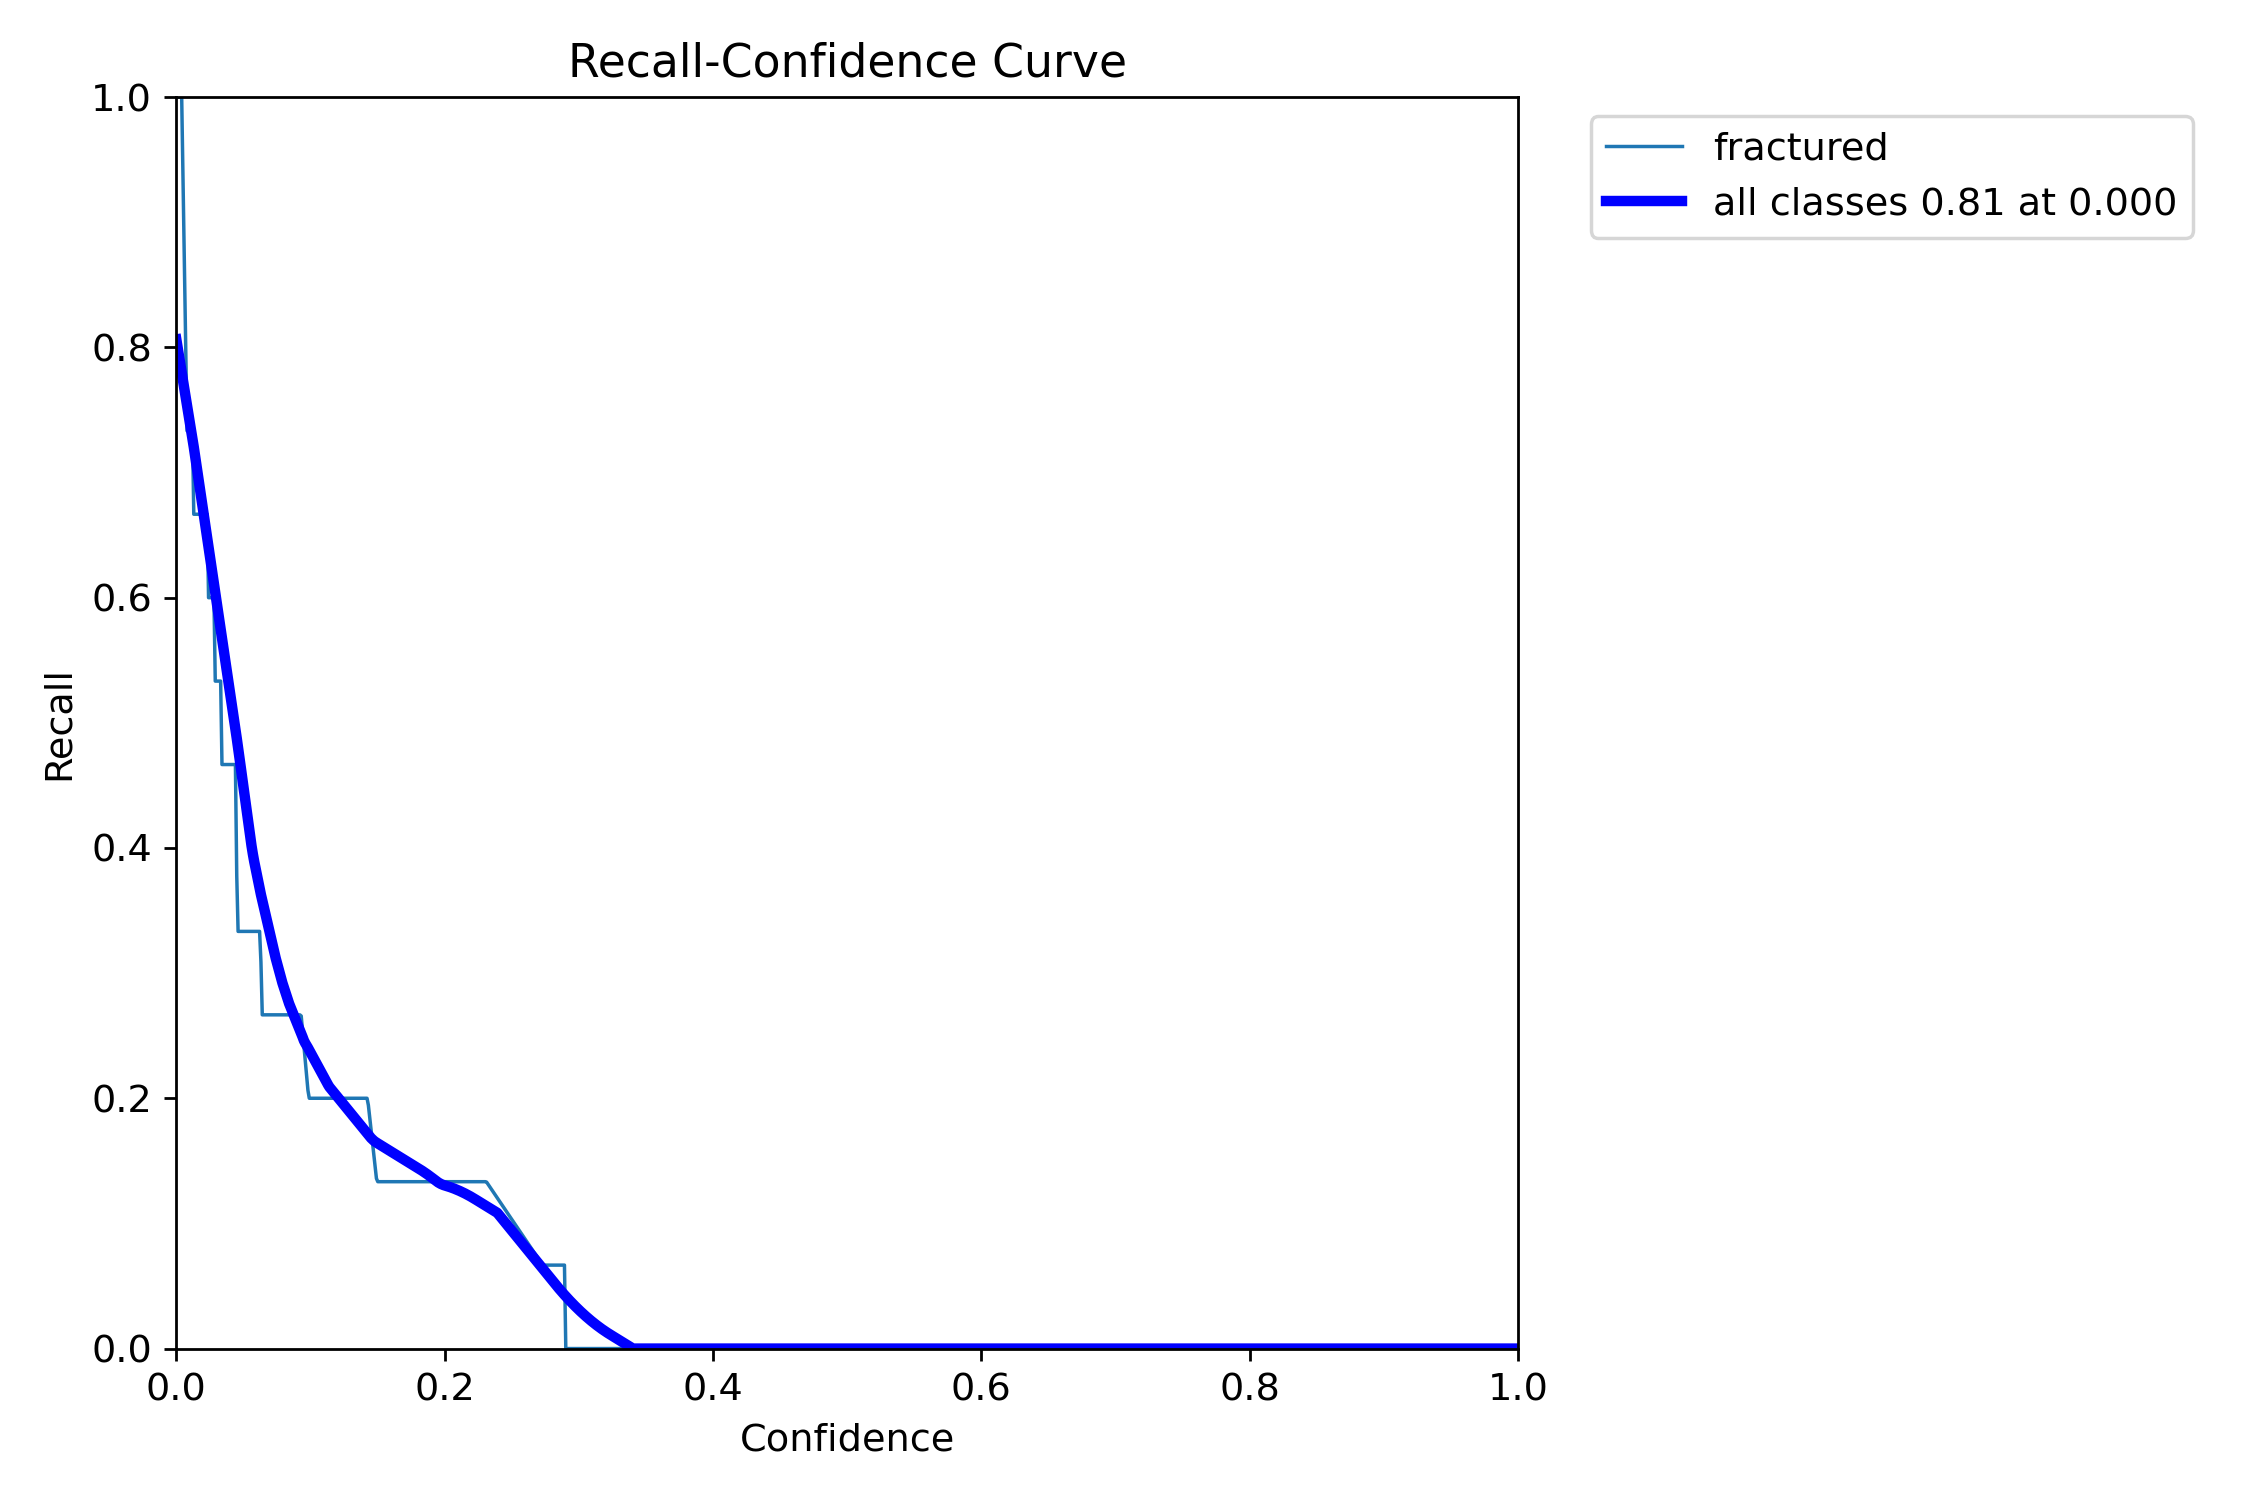 Recall-Confidence Curve
1.0
0.8
0.6
0.4
0.2
0.0
Recall
0.0 0.2 0.4 0.6 0.8 1.0
Confidence
fractured
all classes 0.81 at 0.000